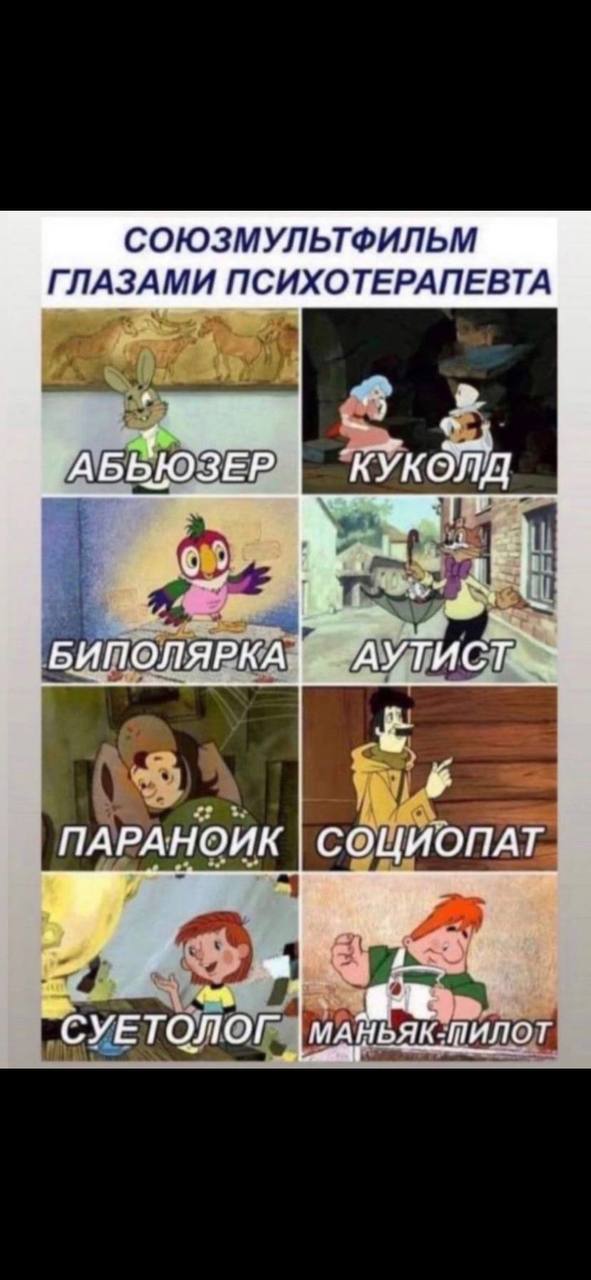 СОЮЗМУЛЬТФИЛЬМ
ГЛАЗАМИ ПСИХОТЕРАПЕВТА
АБЬЮЗЕР
КУКОЛД
БИПОЛЯРКА
АУТИСТ
ПАРАНОИК
СОЦИОПАТ
СУЕТОЛОГ
МАНЬЯК-ПИЛОТ